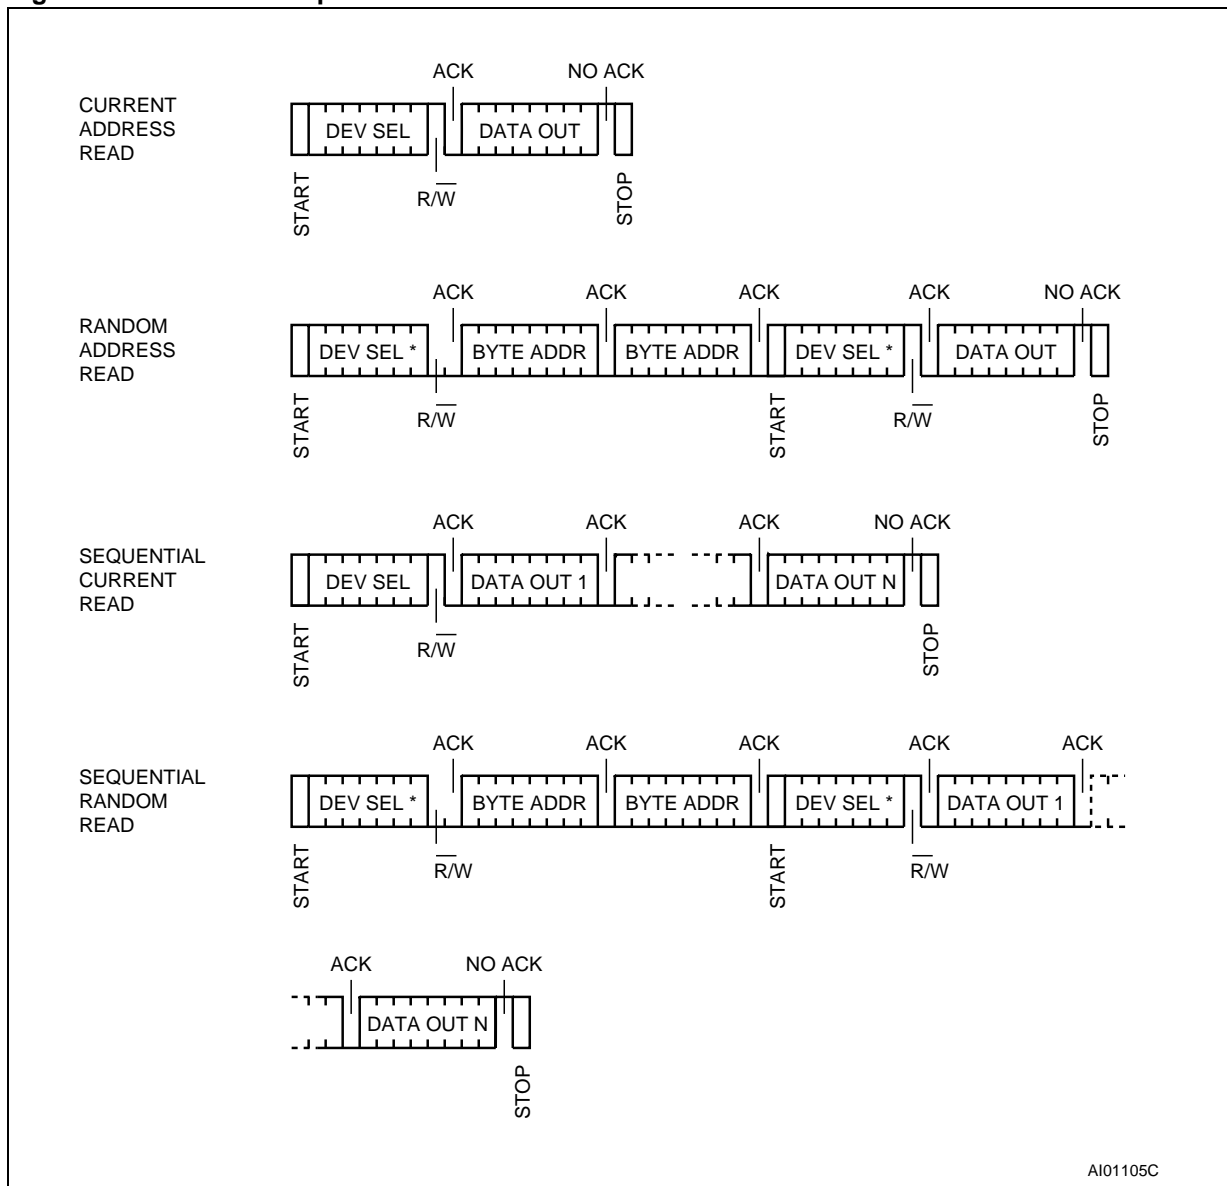 ACK NO ACK
CURRENT
ADDRESS
READ
DEV SEL DATA OUT
R/W̅
START STOP
ACK ACK ACK ACK NO ACK
RANDOM
ADDRESS
READ
DEV SEL * BYTE ADDR BYTE ADDR DEV SEL * DATA OUT
R/W̅ R/W̅
START START STOP
ACK ACK ACK NO ACK
SEQUENTIAL
CURRENT
READ
DEV SEL DATA OUT 1 DATA OUT N
R/W̅
START STOP
ACK ACK ACK ACK ACK
SEQUENTIAL
RANDOM
READ
DEV SEL * BYTE ADDR BYTE ADDR DEV SEL * DATA OUT 1
R̅/W R̅/W
START START
ACK NO ACK
DATA OUT N
STOP
AI01105C